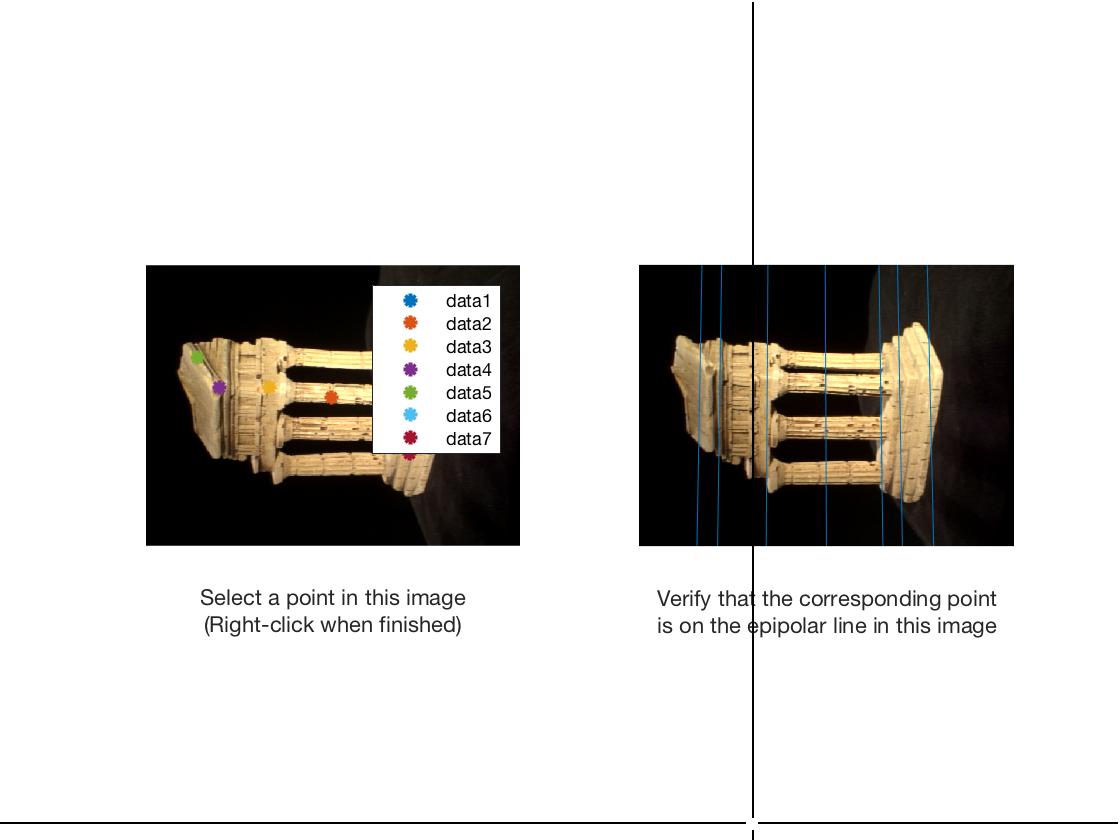 data1
data2
data3
data4
data5
data6
data7
Select a point in this image
(Right-click when finished)
Verify that the corresponding point
is on the epipolar line in this image